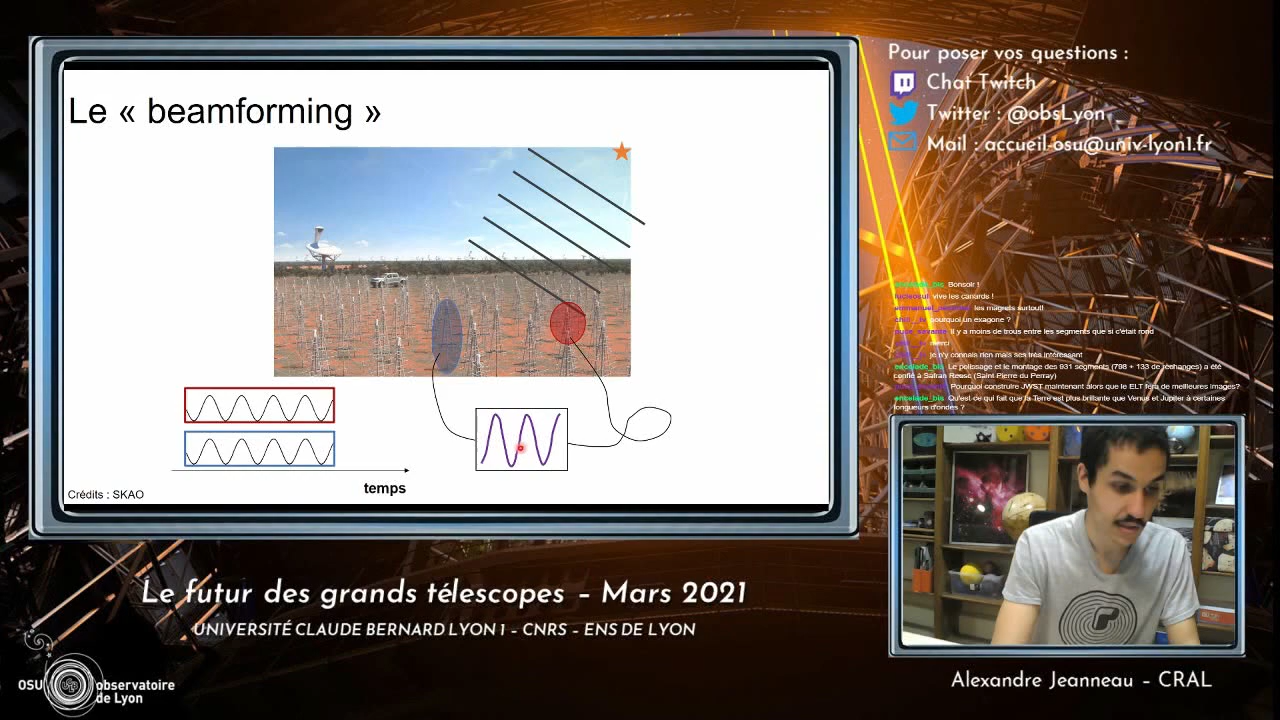 Le « beamforming »
temps
Crédits : SKAO
Pour poser vos questions :
Chat Twitch
Twitter : @obsLyon
Mail : accueil-osu@univ-lyon1.fr
Bonsoir !
vive les canards !
les magrets surtout!
pourquoi un exagone ?
Il y a moins de trous entre les segments que si c'était rond
merci
je n'y connais rien mais ses très intéressant
Le polissage et le montage des 931 segments (798 + 133 de rechanges) a été
confié à Safran Reosc (Saint Pierre du Perray)
Pourquoi construire JWST maintenant alors que le ELT fera de meilleures images?
Qu'est ce qui fait que la Terre est plus brillante que Venus et Jupiter à certaines
longueurs d'ondes ?
Le futur des grands télescopes – Mars 2021
UNIVERSITÉ CLAUDE BERNARD LYON 1 - CNRS - ENS DE LYON
OSU
observatoire
de Lyon
Alexandre Jeanneau – CRAL